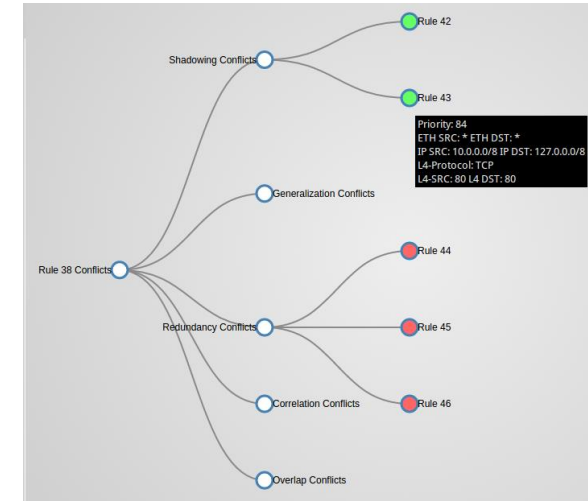 Rule 42
Shadowing Conflicts
Rule 43
Priority: 84
ETH SRC: * ETH DST: *
IP SRC: 10.0.0.0/8 IP DST: 127.0.0.0/8
L4-Protocol: TCP
L4-SRC: 80 L4 DST: 80
Generalization Conflicts
Rule 44
Rule 38 Conflicts
Redundancy Conflicts
Rule 45
Correlation Conflicts
Rule 46
Overlap Conflicts